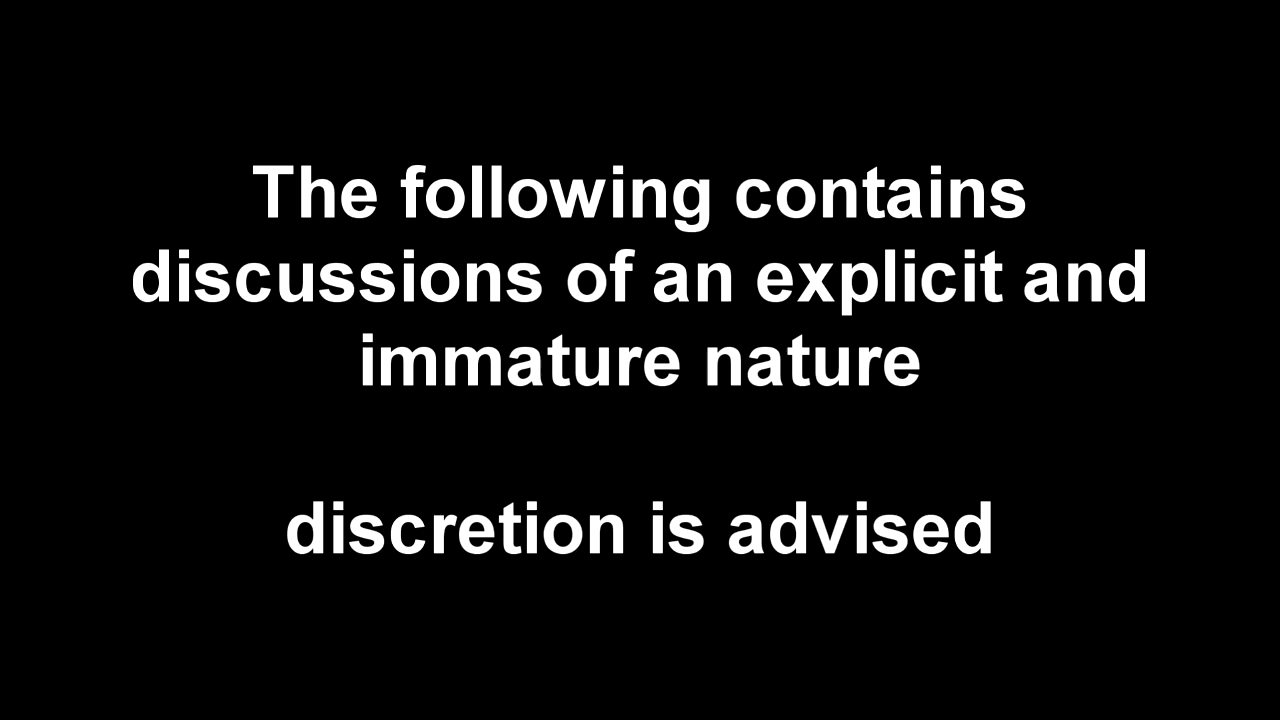 The following contains
discussions of an explicit and
immature nature
discretion is advised